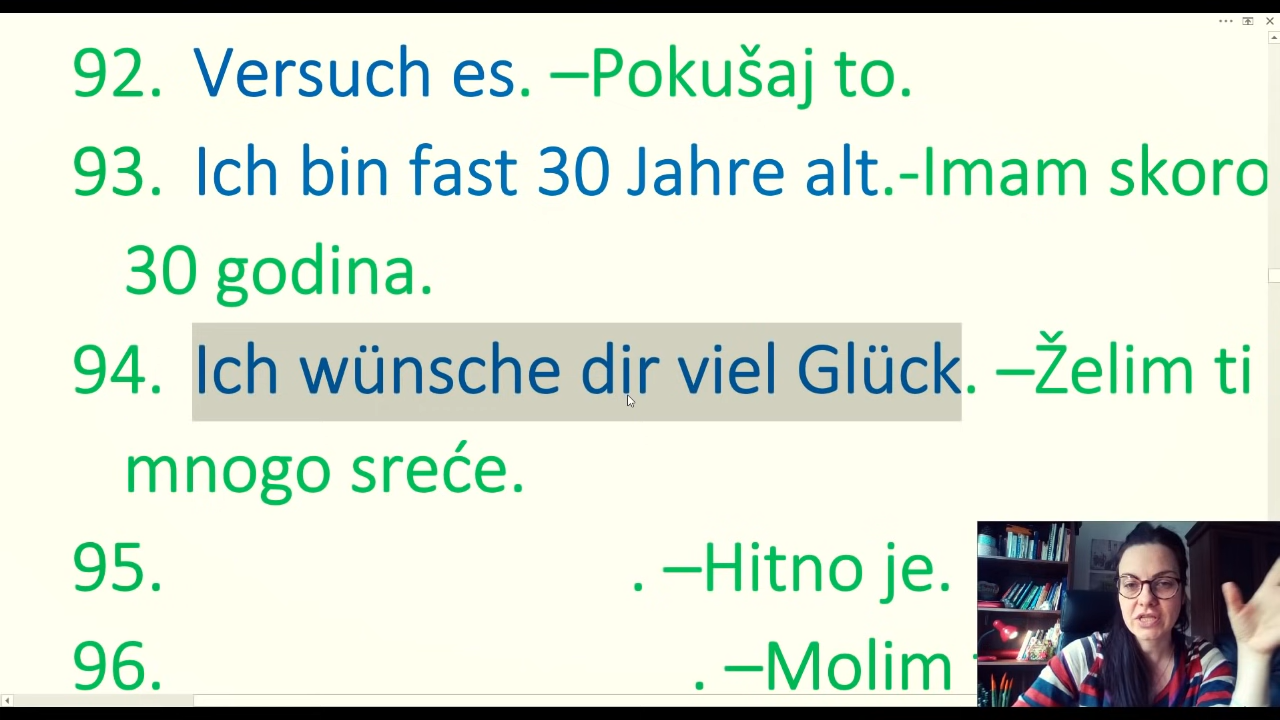 92. Versuch es. –Pokušaj to.
93. Ich bin fast 30 Jahre alt.-Imam skoro
30 godina.
94. Ich wünsche dir viel Glück. –Želim ti
mnogo sreće.
95. . –Hitno je.
96. . –Molim